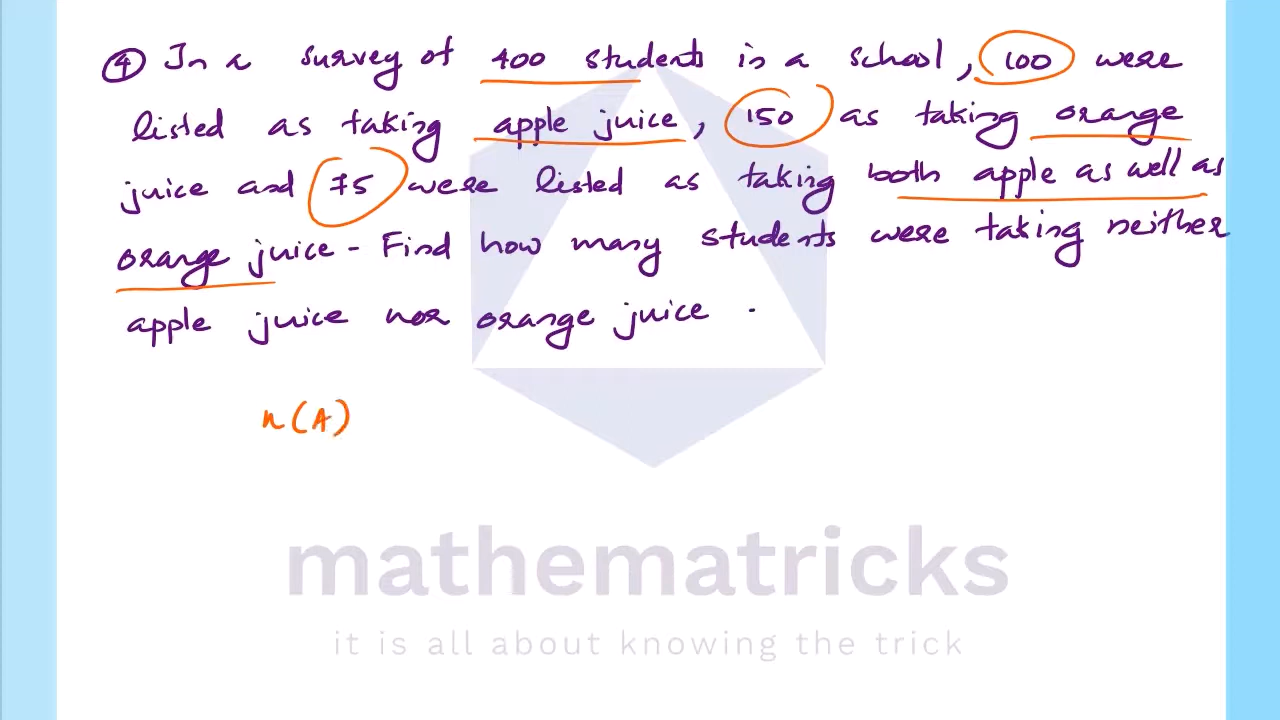 ④ In a survey of 400 students in a school, 100 were
listed as taking apple juice, 150 as taking orange
juice and 75 were listed as taking both apple as well as
orange juice - Find how many students were taking neither
apple juice nor orange juice .
n(A)
mathematricks
it is all about knowing the trick